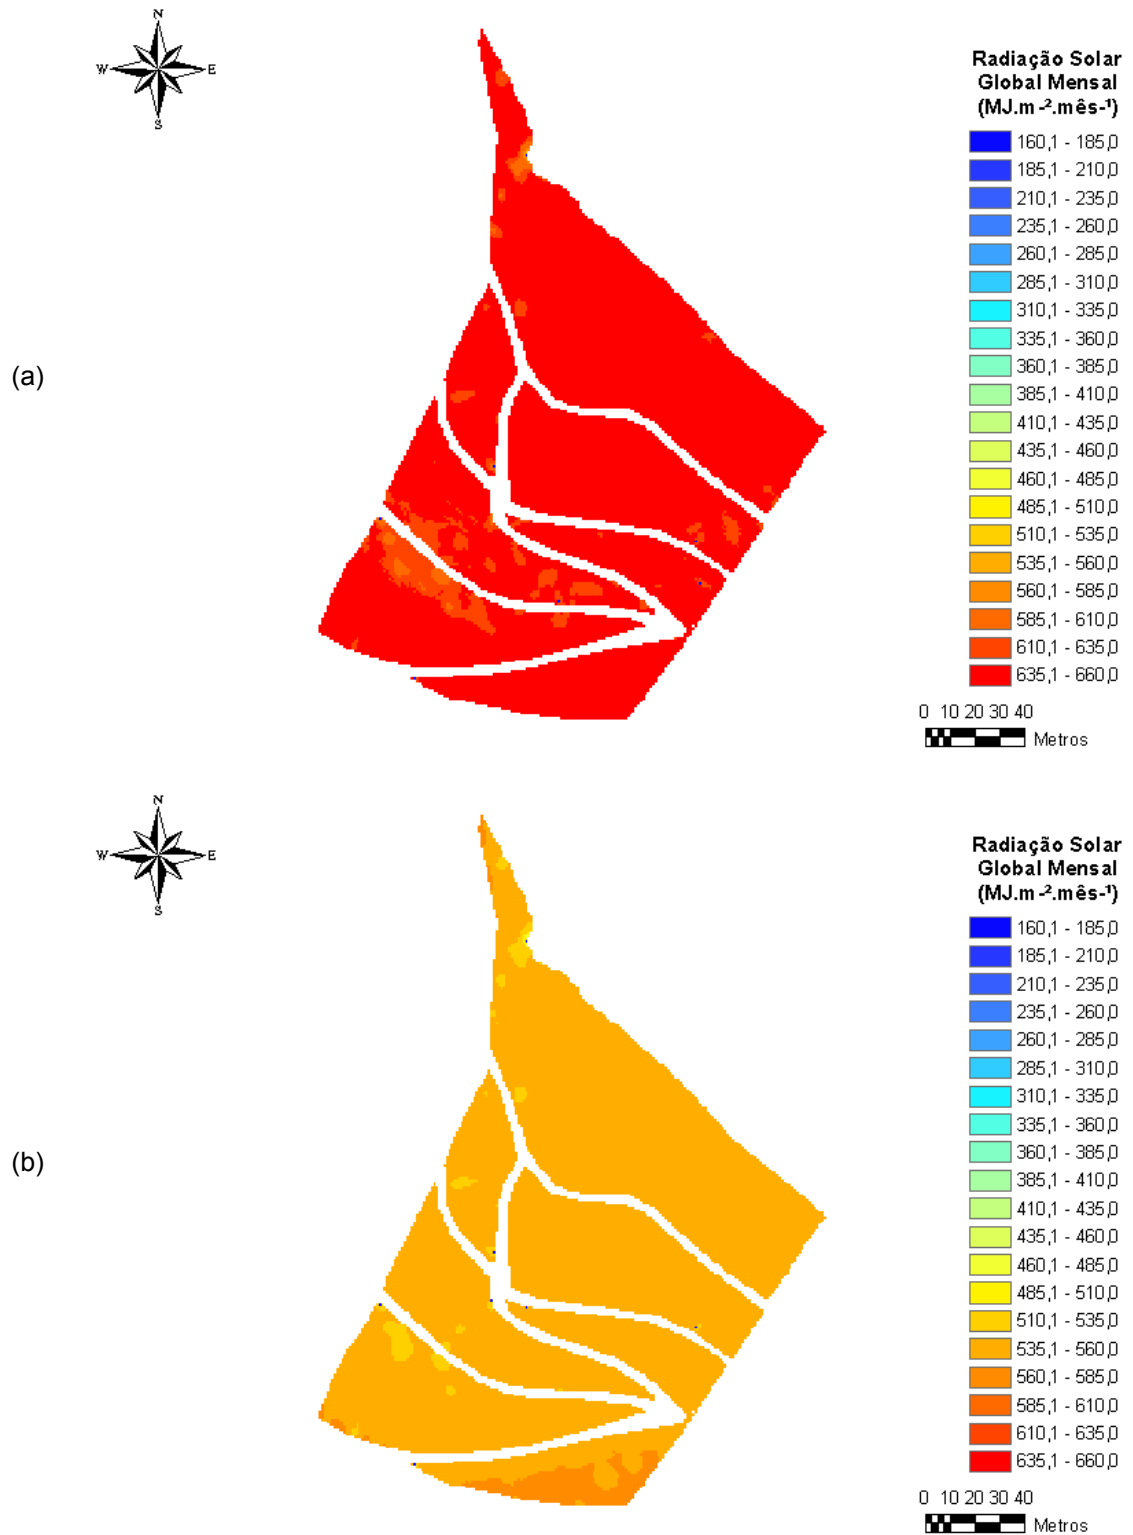 N
W E
S
Radiação Solar
Global Mensal
(MJ.m-².mês-¹)
160,1 - 185,0
185,1 - 210,0
210,1 - 235,0
235,1 - 260,0
260,1 - 285,0
285,1 - 310,0
310,1 - 335,0
335,1 - 360,0
360,1 - 385,0
385,1 - 410,0
410,1 - 435,0
435,1 - 460,0
460,1 - 485,0
485,1 - 510,0
510,1 - 535,0
535,1 - 560,0
560,1 - 585,0
585,1 - 610,0
610,1 - 635,0
635,1 - 660,0
0 10 20 30 40
Metros
(a)
N
W E
S
Radiação Solar
Global Mensal
(MJ.m-².mês-¹)
160,1 - 185,0
185,1 - 210,0
210,1 - 235,0
235,1 - 260,0
260,1 - 285,0
285,1 - 310,0
310,1 - 335,0
335,1 - 360,0
360,1 - 385,0
385,1 - 410,0
410,1 - 435,0
435,1 - 460,0
460,1 - 485,0
485,1 - 510,0
510,1 - 535,0
535,1 - 560,0
560,1 - 585,0
585,1 - 610,0
610,1 - 635,0
635,1 - 660,0
0 10 20 30 40
Metros
(b)